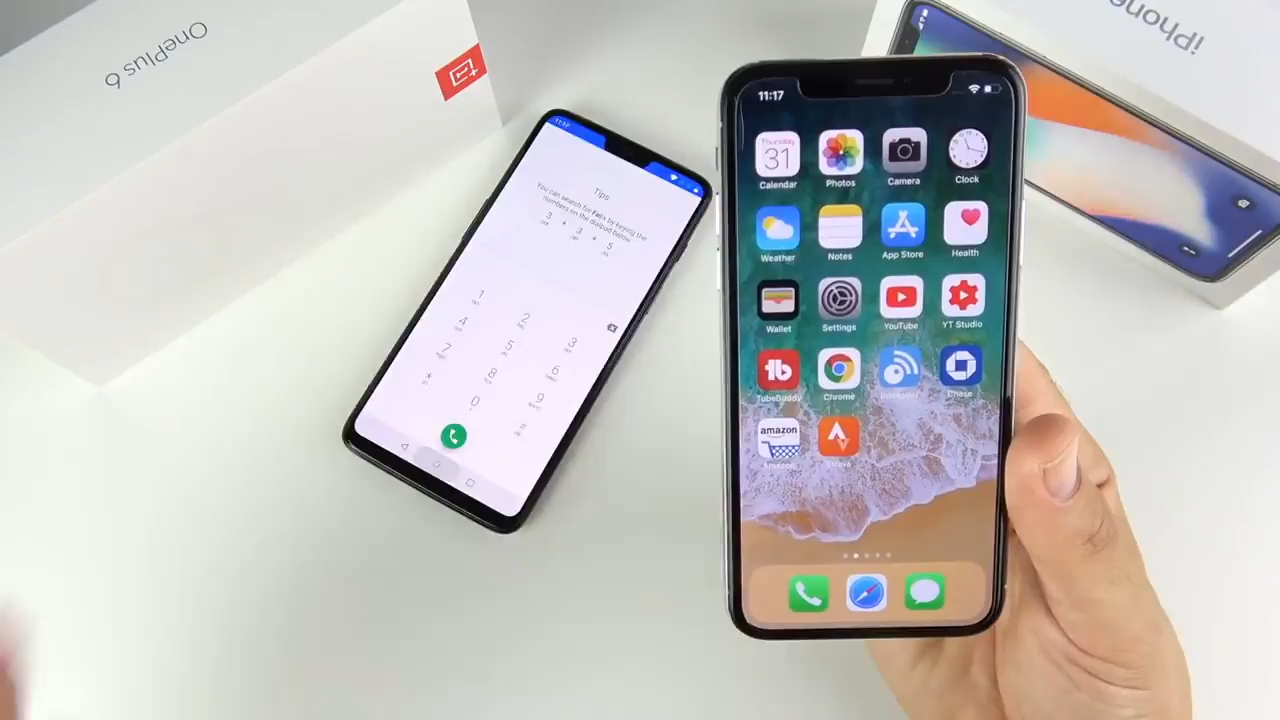 OnePlus 6
iPhone
11:17
Tips
You can search for Felix by keying the
numbers on the dialpad below
3 + 3 + 5
1
2
3
4
5
6
7
8
9
*
0
11:17
Thursday
31
Calendar
Photos
Camera
Clock
Weather
Notes
App Store
Health
Wallet
Settings
YouTube
YT Studio
tb
TubeBuddy
Chrome
Chase
amazon
Amazon
Strava